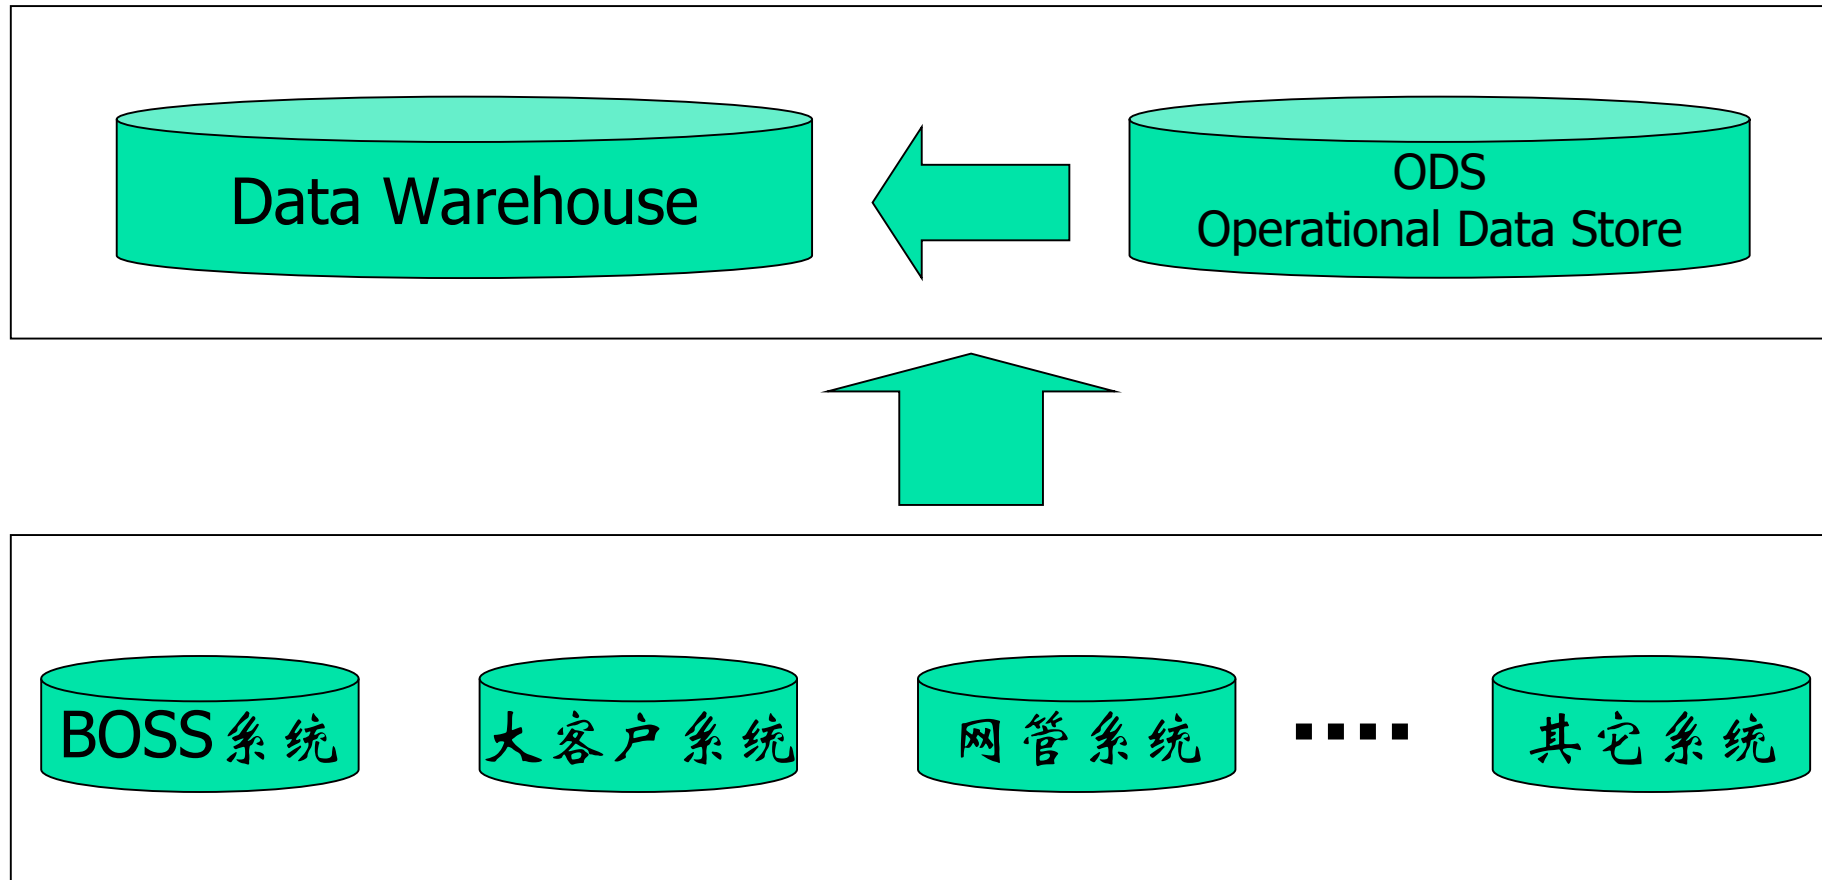 Data Warehouse
ODS
Operational Data Store
BOSS系统
大客户系统
网管系统
....
其它系统